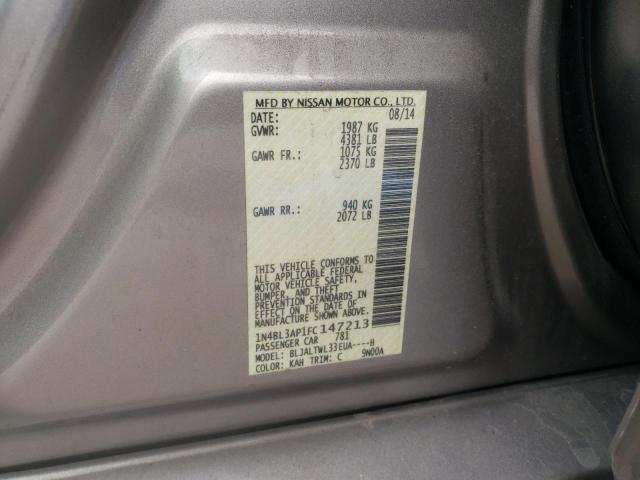 MFD BY NISSAN MOTOR CO., LTD.
DATE: 08/14
GVWR: 1987 KG
4381 LB
GAWR FR.: 1075 KG
2370 LB
GAWR RR.: 940 KG
2072 LB
THIS VEHICLE CONFORMS TO
ALL APPLICABLE FEDERAL
MOTOR VEHICLE SAFETY,
BUMPER, AND THEFT
PREVENTION STANDARDS IN
EFFECT ON THE DATE OF
MANUFACTURE SHOWN ABOVE.
1N4BL3AP1FC147213
PASSENGER CAR 781
MODEL: BLJALTWL33EUA----H
COLOR: KAH TRIM: C 9N00A